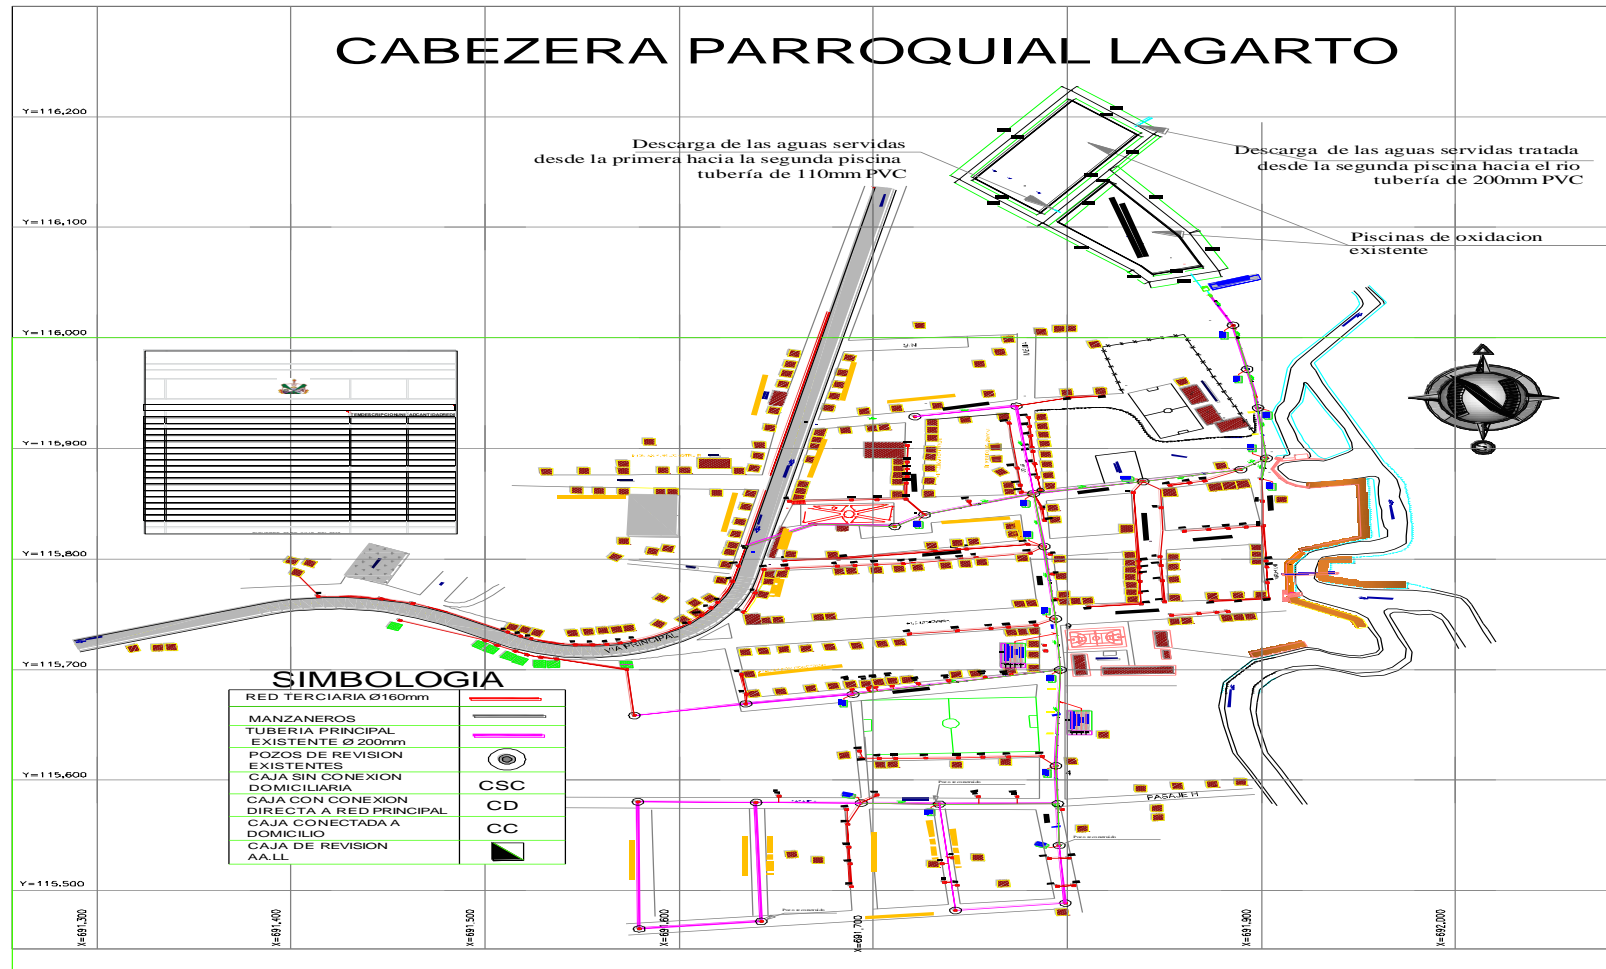 CABEZERA PARROQUIAL LAGARTO
Y=116,200
Descarga de las aguas servidas
desde la primera hacia la segunda piscina
tubería de 110mm PVC
Descarga de las aguas servidas tratada
desde la segunda piscina hacia el rio
tubería de 200mm PVC
Y=116,100
Piscinas de oxidacion
existente
Y=116,000
Y=115,900
Y=115,800
Y=115,700
VIA PRINCIPAL
SIMBOLOGIA
RED TERCIARIA Ø160mm
MANZANEROS
TUBERIA PRINCIPAL
EXISTENTE Ø 200mm
POZOS DE REVISION
EXISTENTES
CAJA SIN CONEXION
DOMICILIARIA
CSC
CAJA CON CONEXION
DIRECTA A RED PRINCIPAL
CD
CAJA CONECTADA A
DOMICILIO
CC
CAJA DE REVISION
AA.LL
Y=115,600
PASAJE H
Y=115,500
X=691,300
X=691,400
X=691,500
X=691,600
X=691,700
X=691,900
X=692,000
S